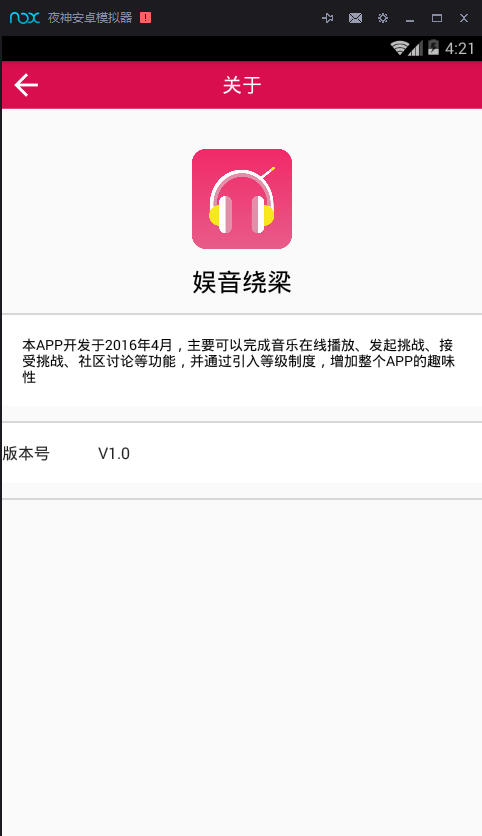 nox 夜神安卓模拟器
4:21
关于
娱音绕梁
本APP开发于2016年4月，主要可以完成音乐在线播放、发起挑战、接
受挑战、社区讨论等功能，并通过引入等级制度，增加整个APP的趣味
性
版本号 V1.0